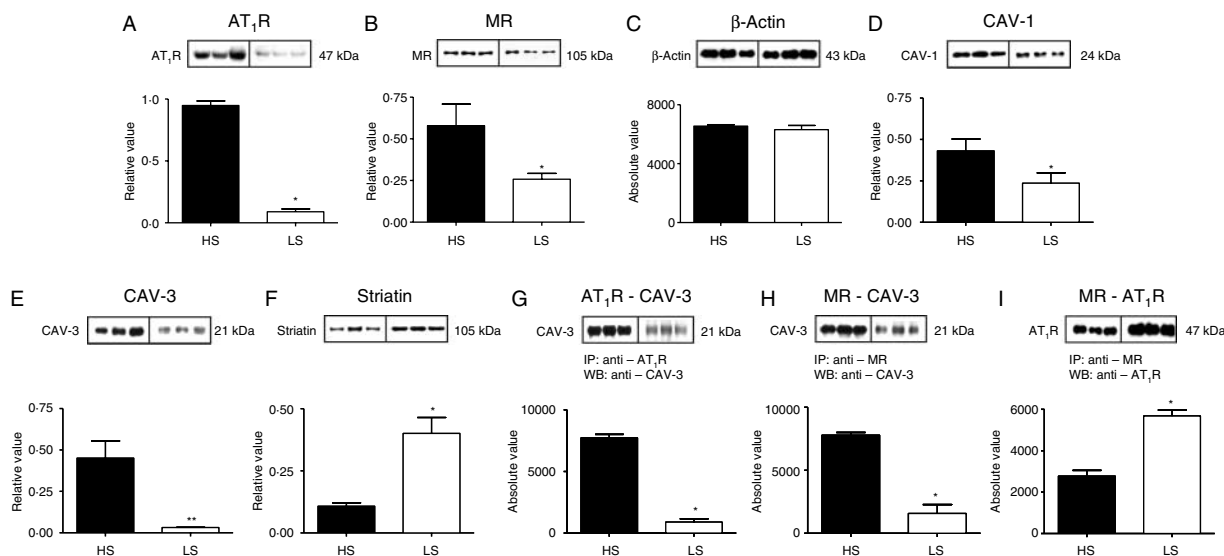 A AT₁R
AT₁R 47 kDa
Relative value
1·0
0·5
0·0
*
HS LS
B MR
MR 105 kDa
Relative value
0·75
0·50
0·25
0·00
*
HS LS
C β-Actin
β-Actin 43 kDa
Absolute value
8000
6000
4000
2000
0
HS LS
D CAV-1
CAV-1 24 kDa
Relative value
0·75
0·50
0·25
0·00
*
HS LS
E CAV-3
CAV-3 21 kDa
Relative value
0·75
0·50
0·25
0·00
**
HS LS
F Striatin
Striatin 105 kDa
Relative value
0·50
0·25
0·00
*
HS LS
G AT₁R - CAV-3
CAV-3 21 kDa
IP: anti – AT₁R
WB: anti – CAV-3
Absolute value
10000
5000
0
*
HS LS
H MR - CAV-3
CAV-3 21 kDa
IP: anti – MR
WB: anti – CAV-3
Absolute value
10000
5000
0
*
HS LS
I MR - AT₁R
AT₁R 47 kDa
IP: anti – MR
WB: anti – AT₁R
Absolute value
6000
4000
2000
0
*
HS LS